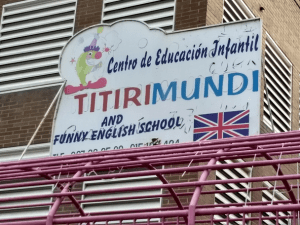 Centro de Educación Infantil
TITIRIMUNDI
AND
FUNNY ENGLISH SCHOOL